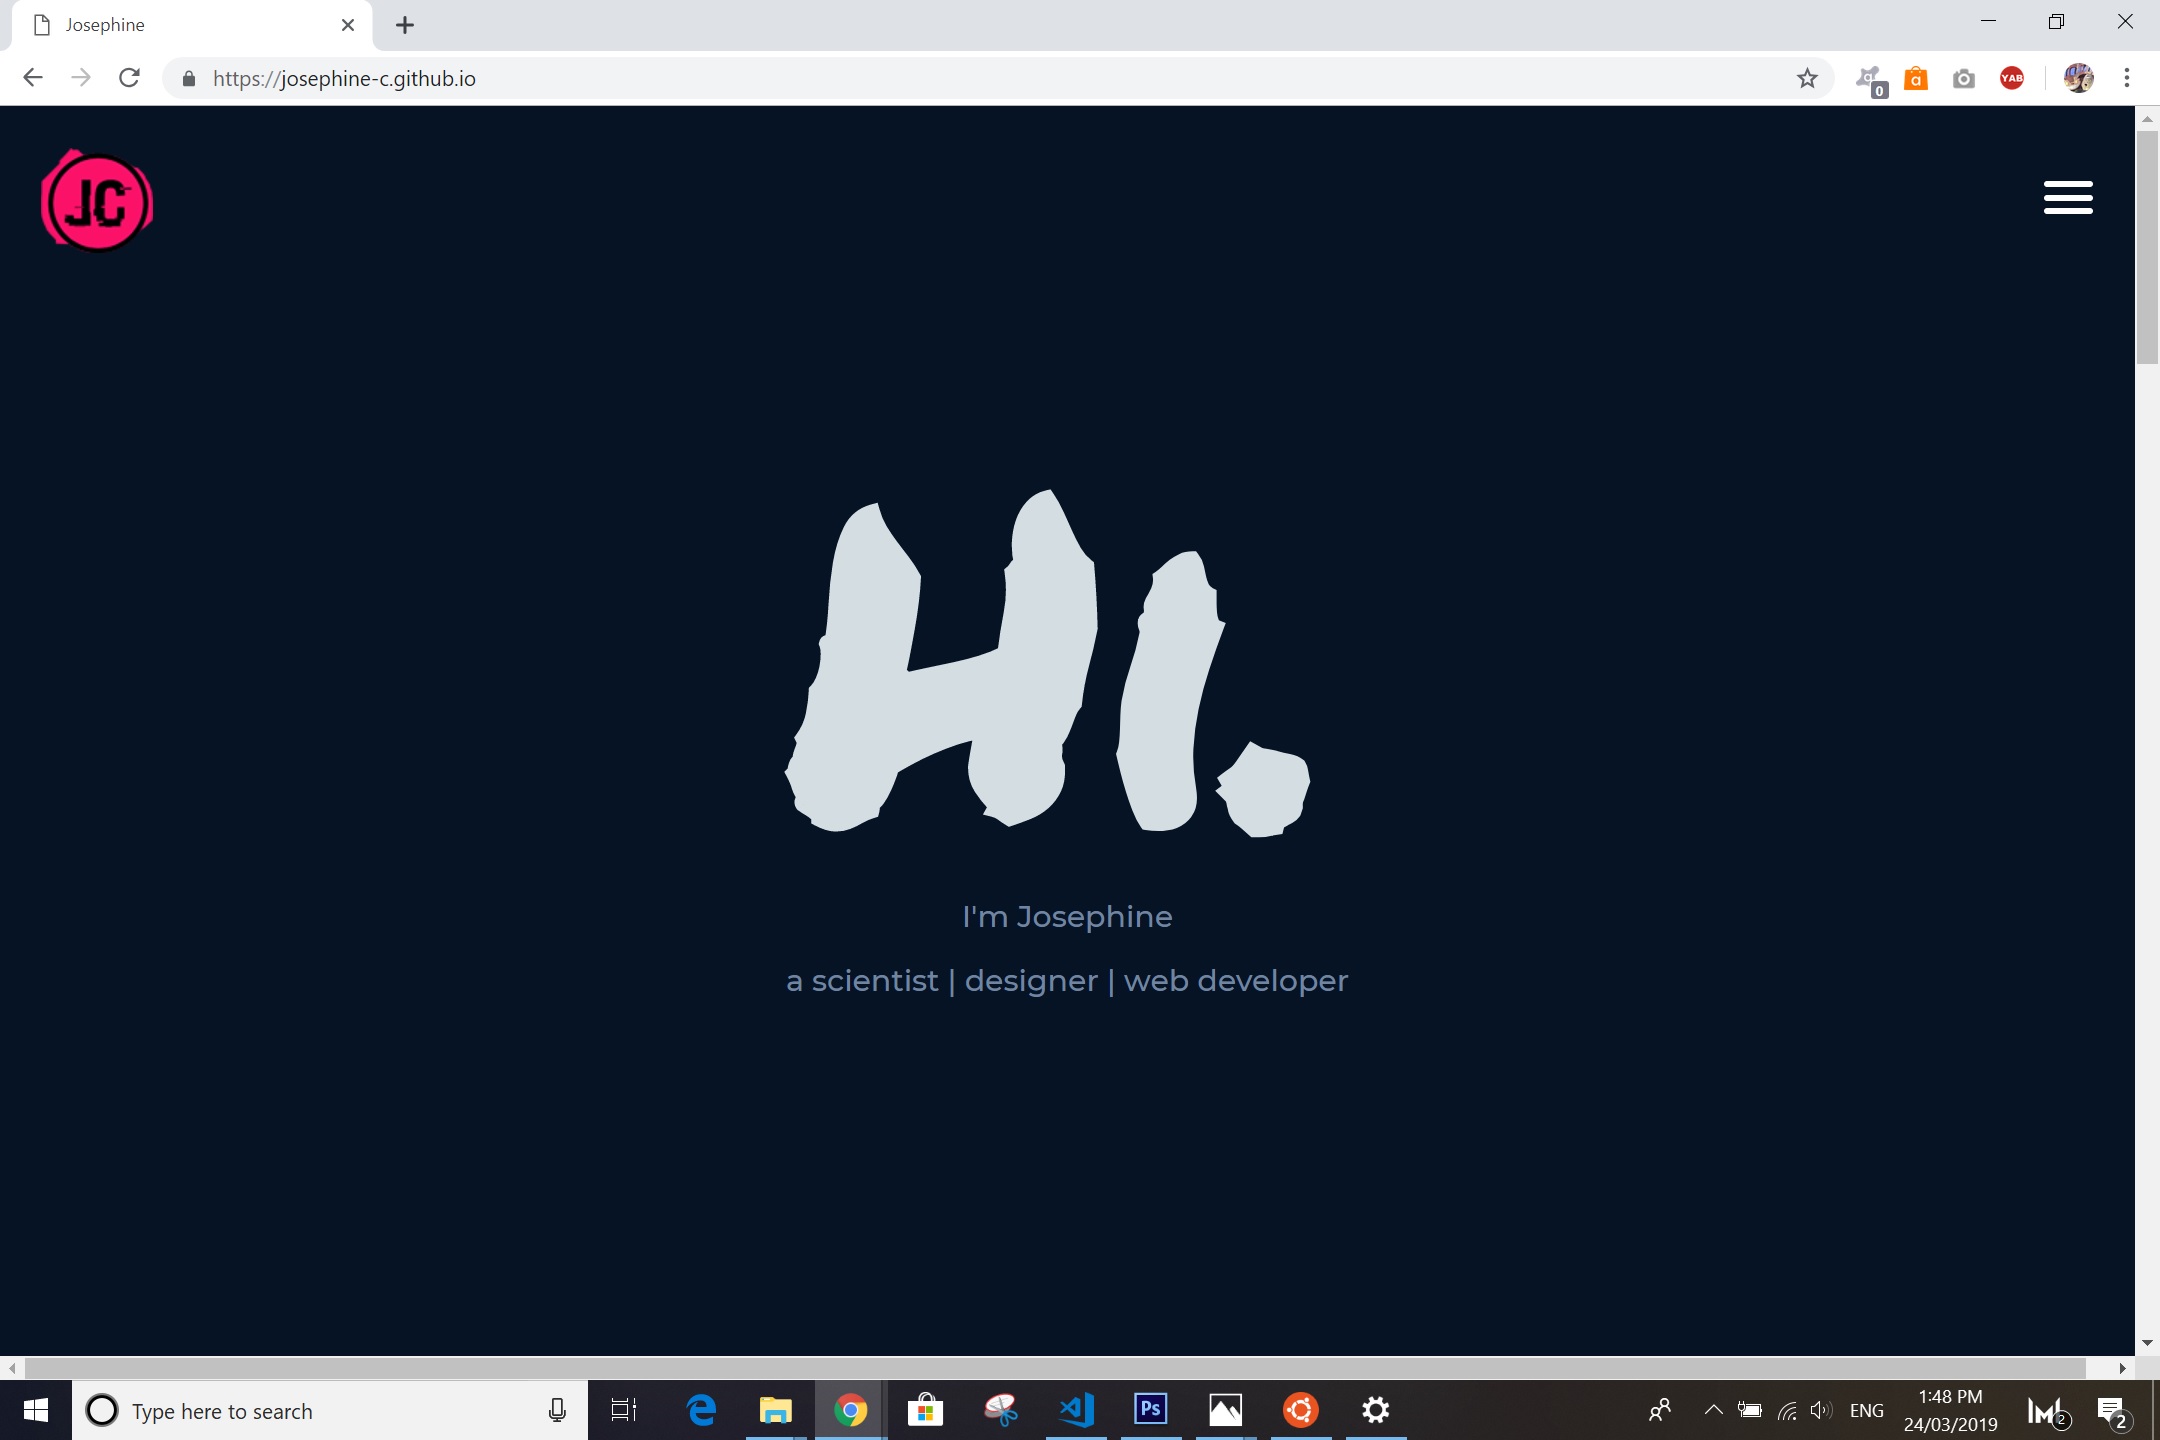 Josephine
https://josephine-c.github.io
0
a
YAB
JC
HI.
I'm Josephine
a scientist | designer | web developer
Type here to search
Ps
ENG
1:48 PM
24/03/2019
2
2